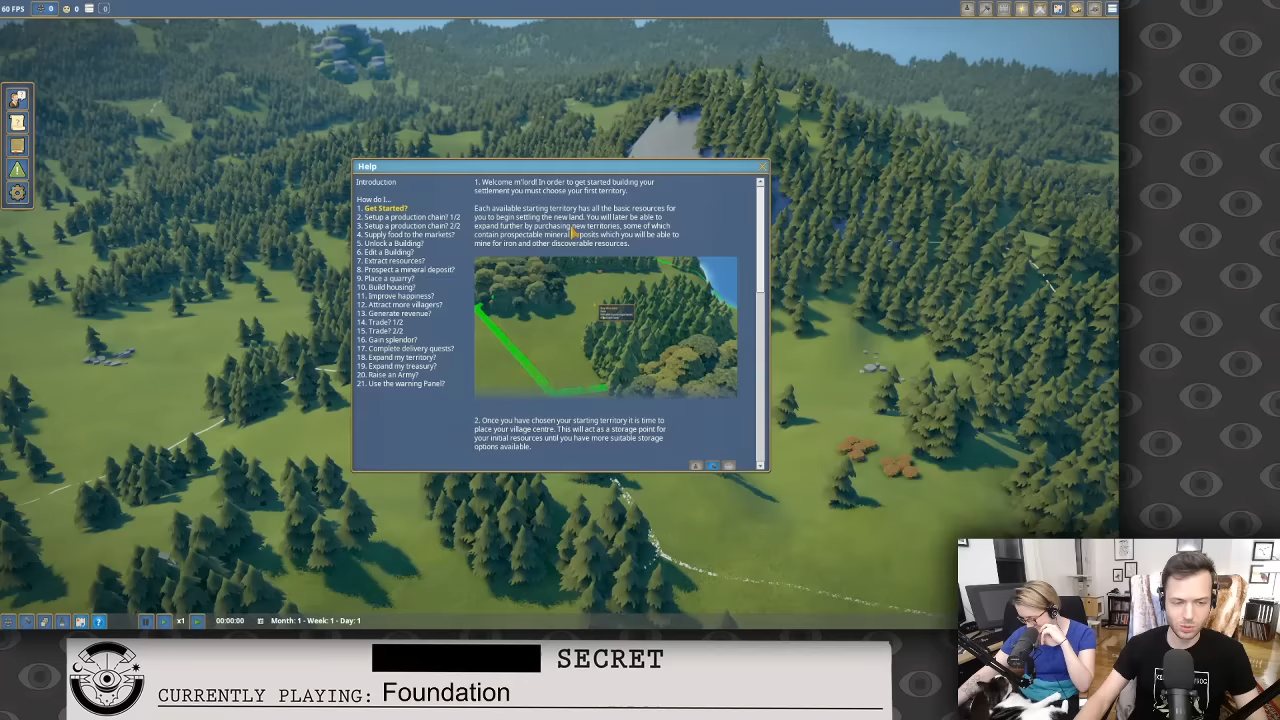 60 FPS
0
0
0
Help
Introduction
How do I...
1. Get Started?
2. Setup a production chain? 1/2
3. Setup a production chain? 2/2
4. Supply food to the markets?
5. Unlock a Building?
6. Edit a Building?
7. Extract resources?
8. Prospect a mineral deposit?
9. Place a quarry?
10. Build housing?
11. Improve happiness?
12. Attract more villagers?
13. Generate revenue?
14. Trade? 1/2
15. Trade? 2/2
16. Gain splendor?
17. Complete delivery quests?
18. Expand my territory?
19. Expand my treasury?
20. Raise an Army?
21. Use the warning Panel?
1. Welcome m'lord! In order to get started building your
settlement you must choose your first territory.
Each available starting territory has all the basic resources for
you to begin settling the new land. You will later be able to
expand further by purchasing new territories, some of which
contain prospectable mineral deposits which you will be able to
mine for iron and other discoverable resources.
2. Once you have chosen your starting territory it is time to
place your village centre. This will act as a storage point for
your initial resources until you have more suitable storage
options available.
x1
00:00:00
Month: 1 - Week: 1 - Day: 1
SECRET
CURRENTLY PLAYING: Foundation